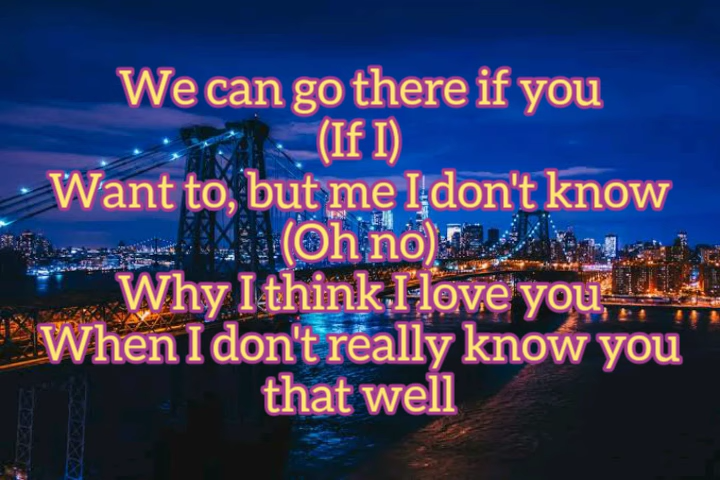 We can go there if you
(If I)
Want to, but me I don't know
(Oh no)
Why I think I love you
When I don't really know you
that well